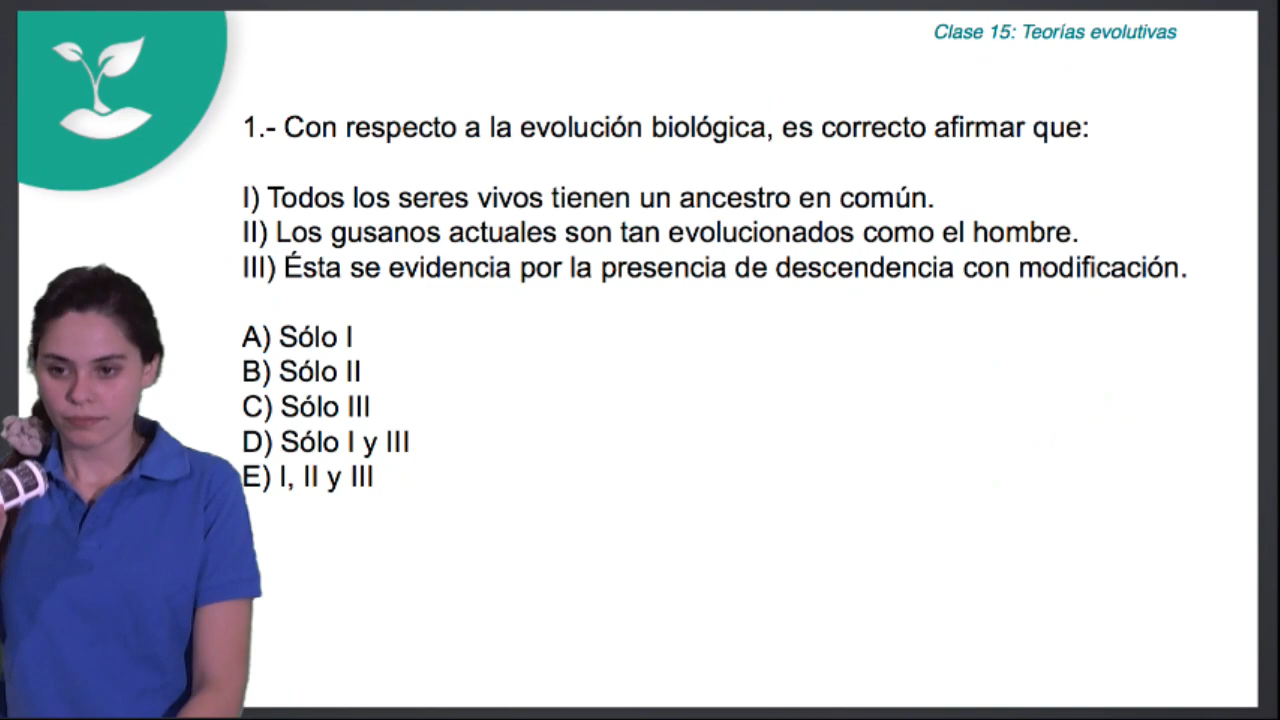 Clase 15: Teorías evolutivas
1.- Con respecto a la evolución biológica, es correcto afirmar que:
I) Todos los seres vivos tienen un ancestro en común.
II) Los gusanos actuales son tan evolucionados como el hombre.
III) Ésta se evidencia por la presencia de descendencia con modificación.
A) Sólo I
B) Sólo II
C) Sólo III
D) Sólo I y III
E) I, II y III